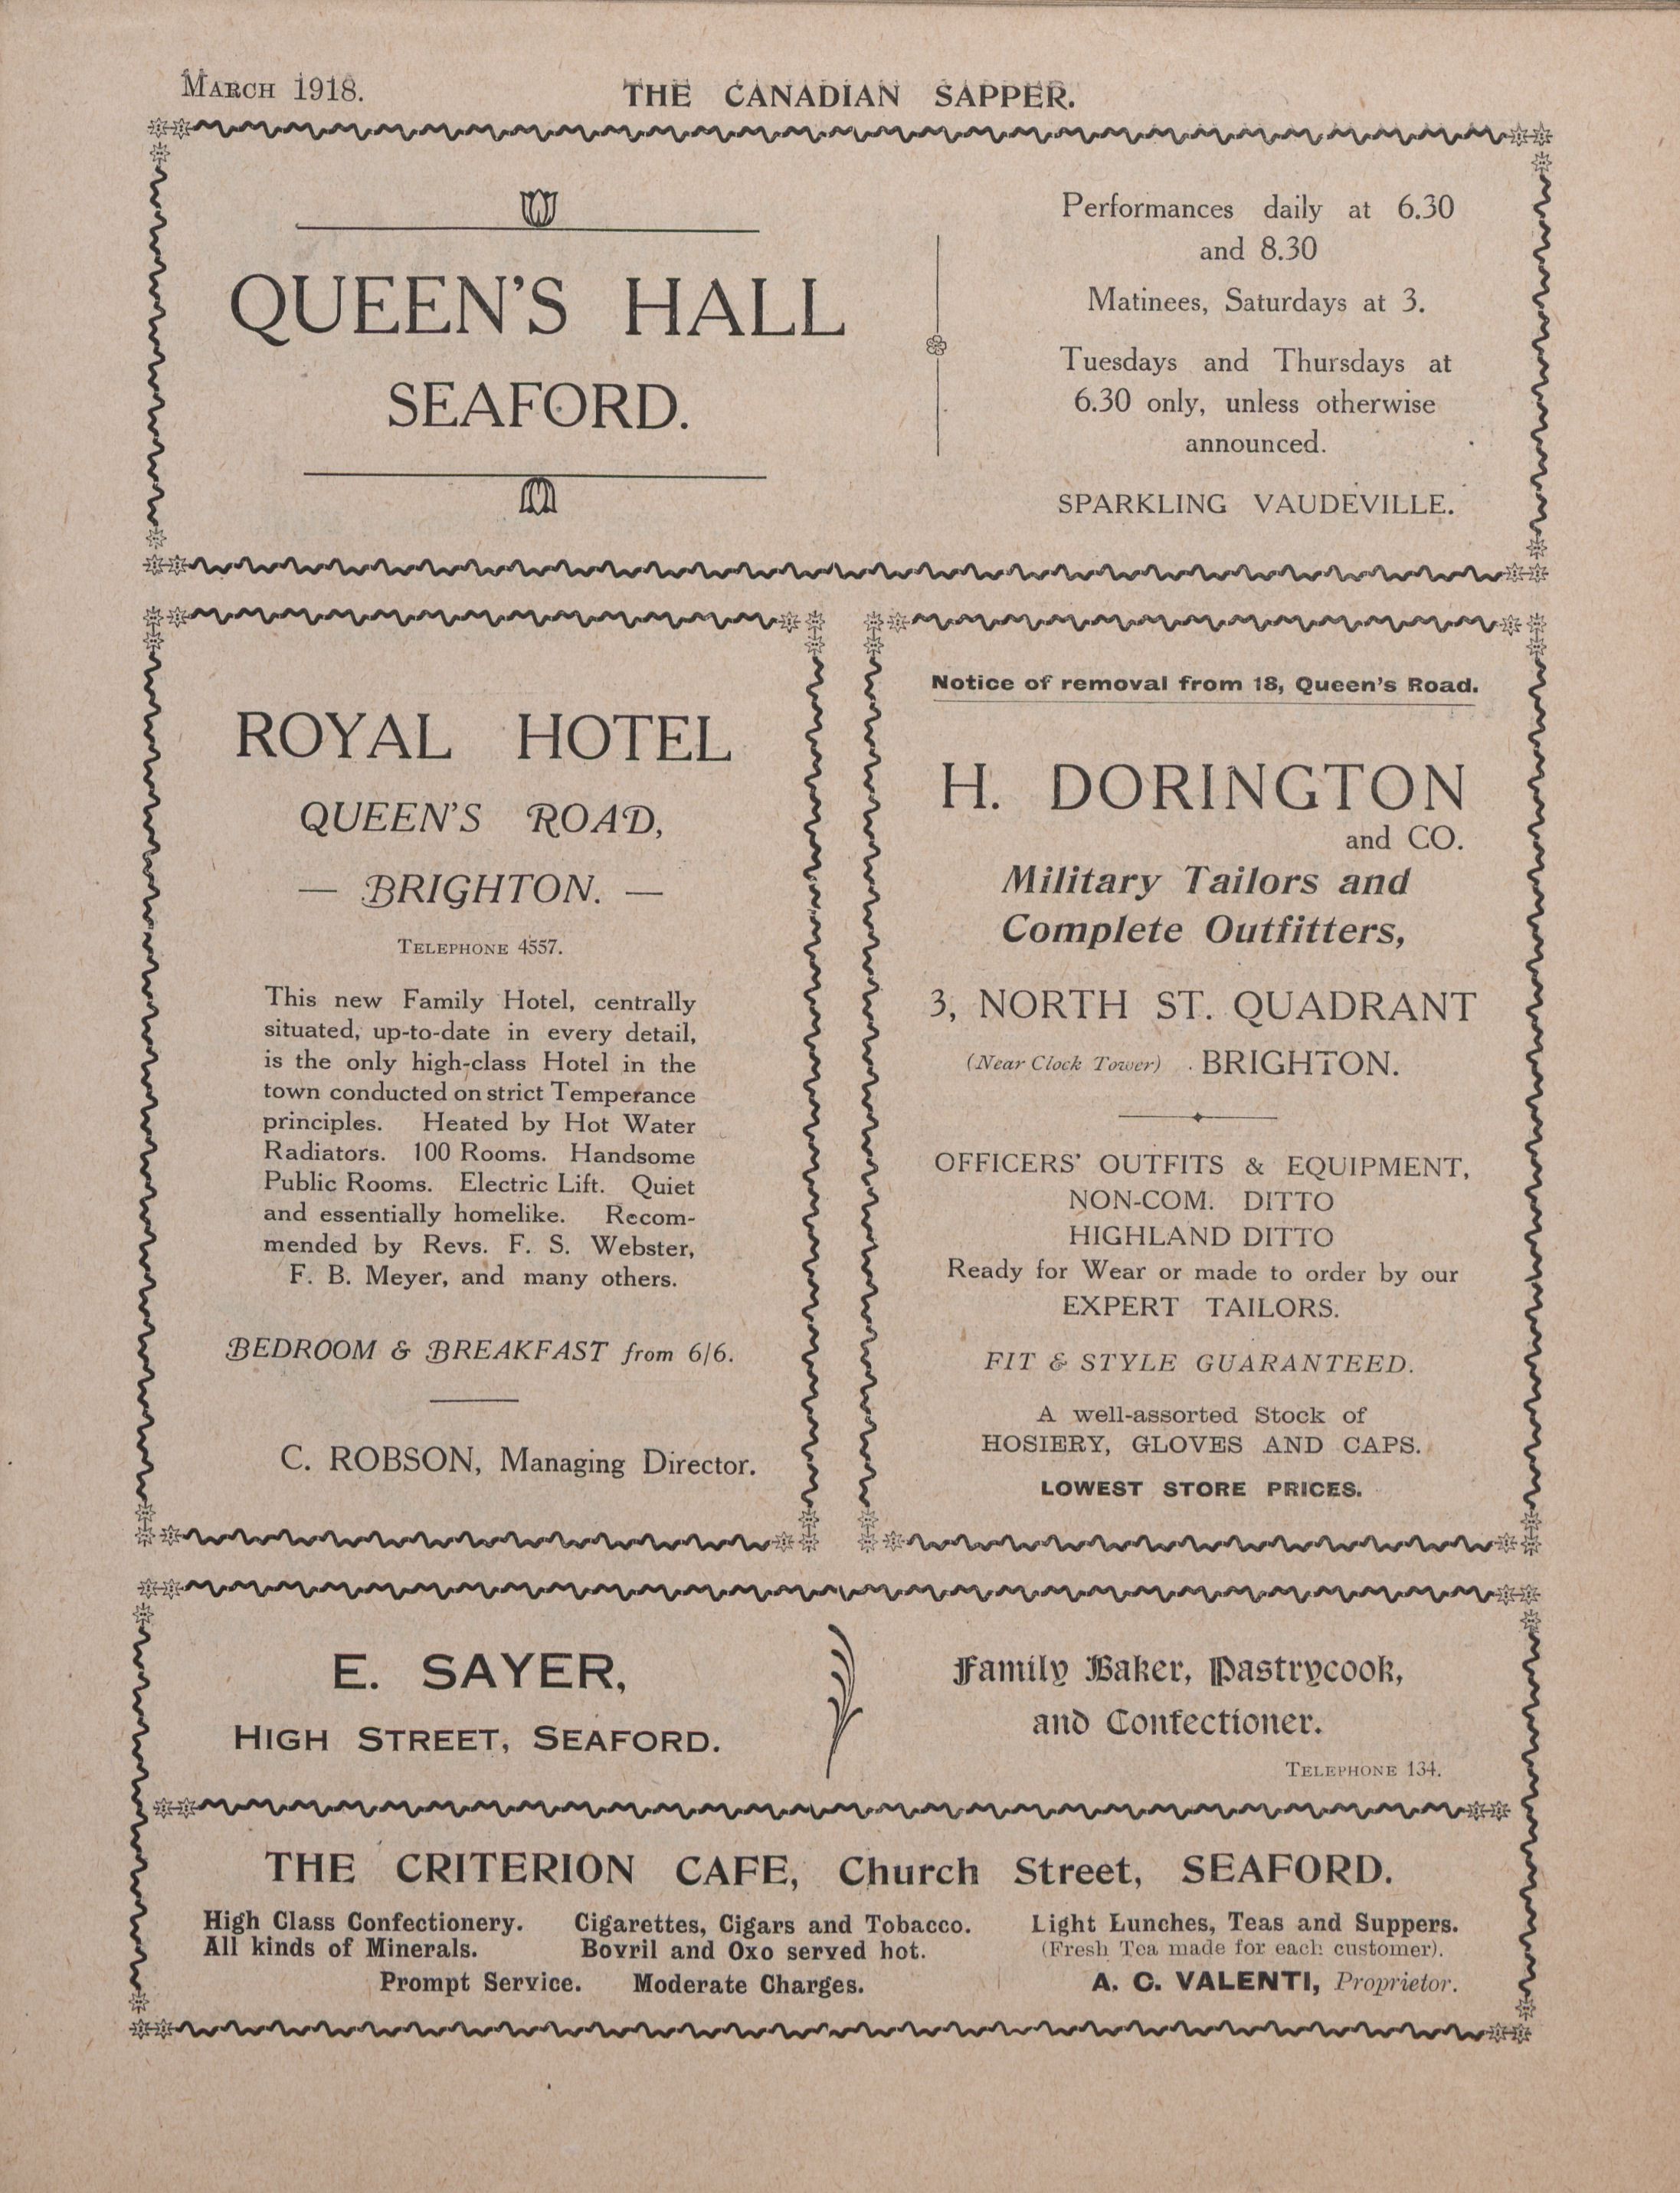 MARCH 1918.
THE CANADIAN SAPPER.
QUEEN'S HALL
SEAFORD.
Performances daily at 6.30
and 8.30
Matinees, Saturdays at 3.
Tuesdays and Thursdays at
6.30 only, unless otherwise
announced.
SPARKLING VAUDEVILLE.
ROYAL HOTEL
QUEEN'S ROAD,
— BRIGHTON. —
TELEPHONE 4557.
This new Family Hotel, centrally
situated, up-to-date in every detail,
is the only high-class Hotel in the
town conducted on strict Temperance
principles. Heated by Hot Water
Radiators. 100 Rooms. Handsome
Public Rooms. Electric Lift. Quiet
and essentially homelike. Recom-
mended by Revs. F. S. Webster,
F. B. Meyer, and many others.
BEDROOM & BREAKFAST from 6/6.
C. ROBSON, Managing Director.
Notice of removal from 18, Queen's Road.
H. DORINGTON
and CO.
Military Tailors and
Complete Outfitters,
3, NORTH ST. QUADRANT
(Near Clock Tower) BRIGHTON.
OFFICERS' OUTFITS & EQUIPMENT,
NON-COM. DITTO
HIGHLAND DITTO
Ready for Wear or made to order by our
EXPERT TAILORS.
FIT & STYLE GUARANTEED.
A well-assorted Stock of
HOSIERY, GLOVES AND CAPS.
LOWEST STORE PRICES.
E. SAYER,
HIGH STREET, SEAFORD.
Family Baker, Pastrycook,
and Confectioner.
TELEPHONE 134.
THE CRITERION CAFE, Church Street, SEAFORD.
High Class Confectionery. Cigarettes, Cigars and Tobacco. Light Lunches, Teas and Suppers.
All kinds of Minerals. Bovril and Oxo served hot. (Fresh Tea made for each customer).
Prompt Service. Moderate Charges. A. C. VALENTI, Proprietor.